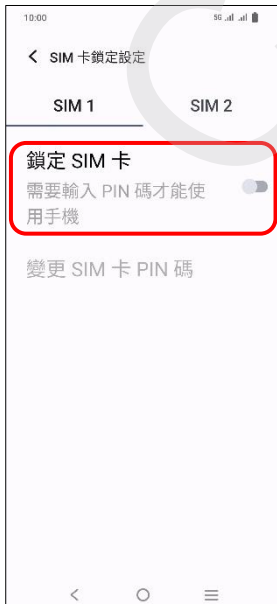 10:00
5G
SIM 卡鎖定設定
SIM 1
SIM 2
鎖定 SIM 卡
需要輸入 PIN 碼才能使
用手機
變更 SIM 卡 PIN 碼